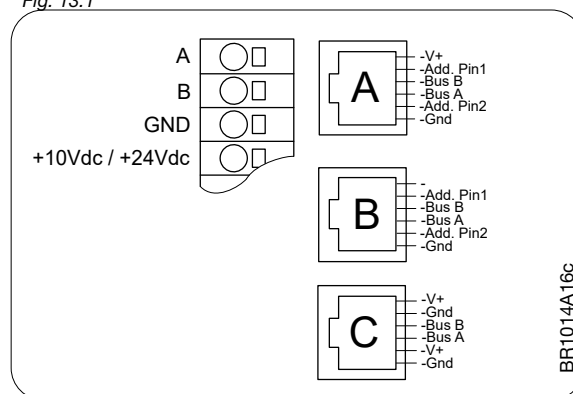 Fig. 13.1
A
B
GND
+10Vdc / +24Vdc
A
-V+
-Add. Pin1
-Bus B
-Bus A
-Add. Pin2
-Gnd
B
-
-Add. Pin1
-Bus B
-Bus A
-Add. Pin2
-Gnd
C
-V+
-Gnd
-Bus B
-Bus A
-V+
-Gnd
BR1014A16c